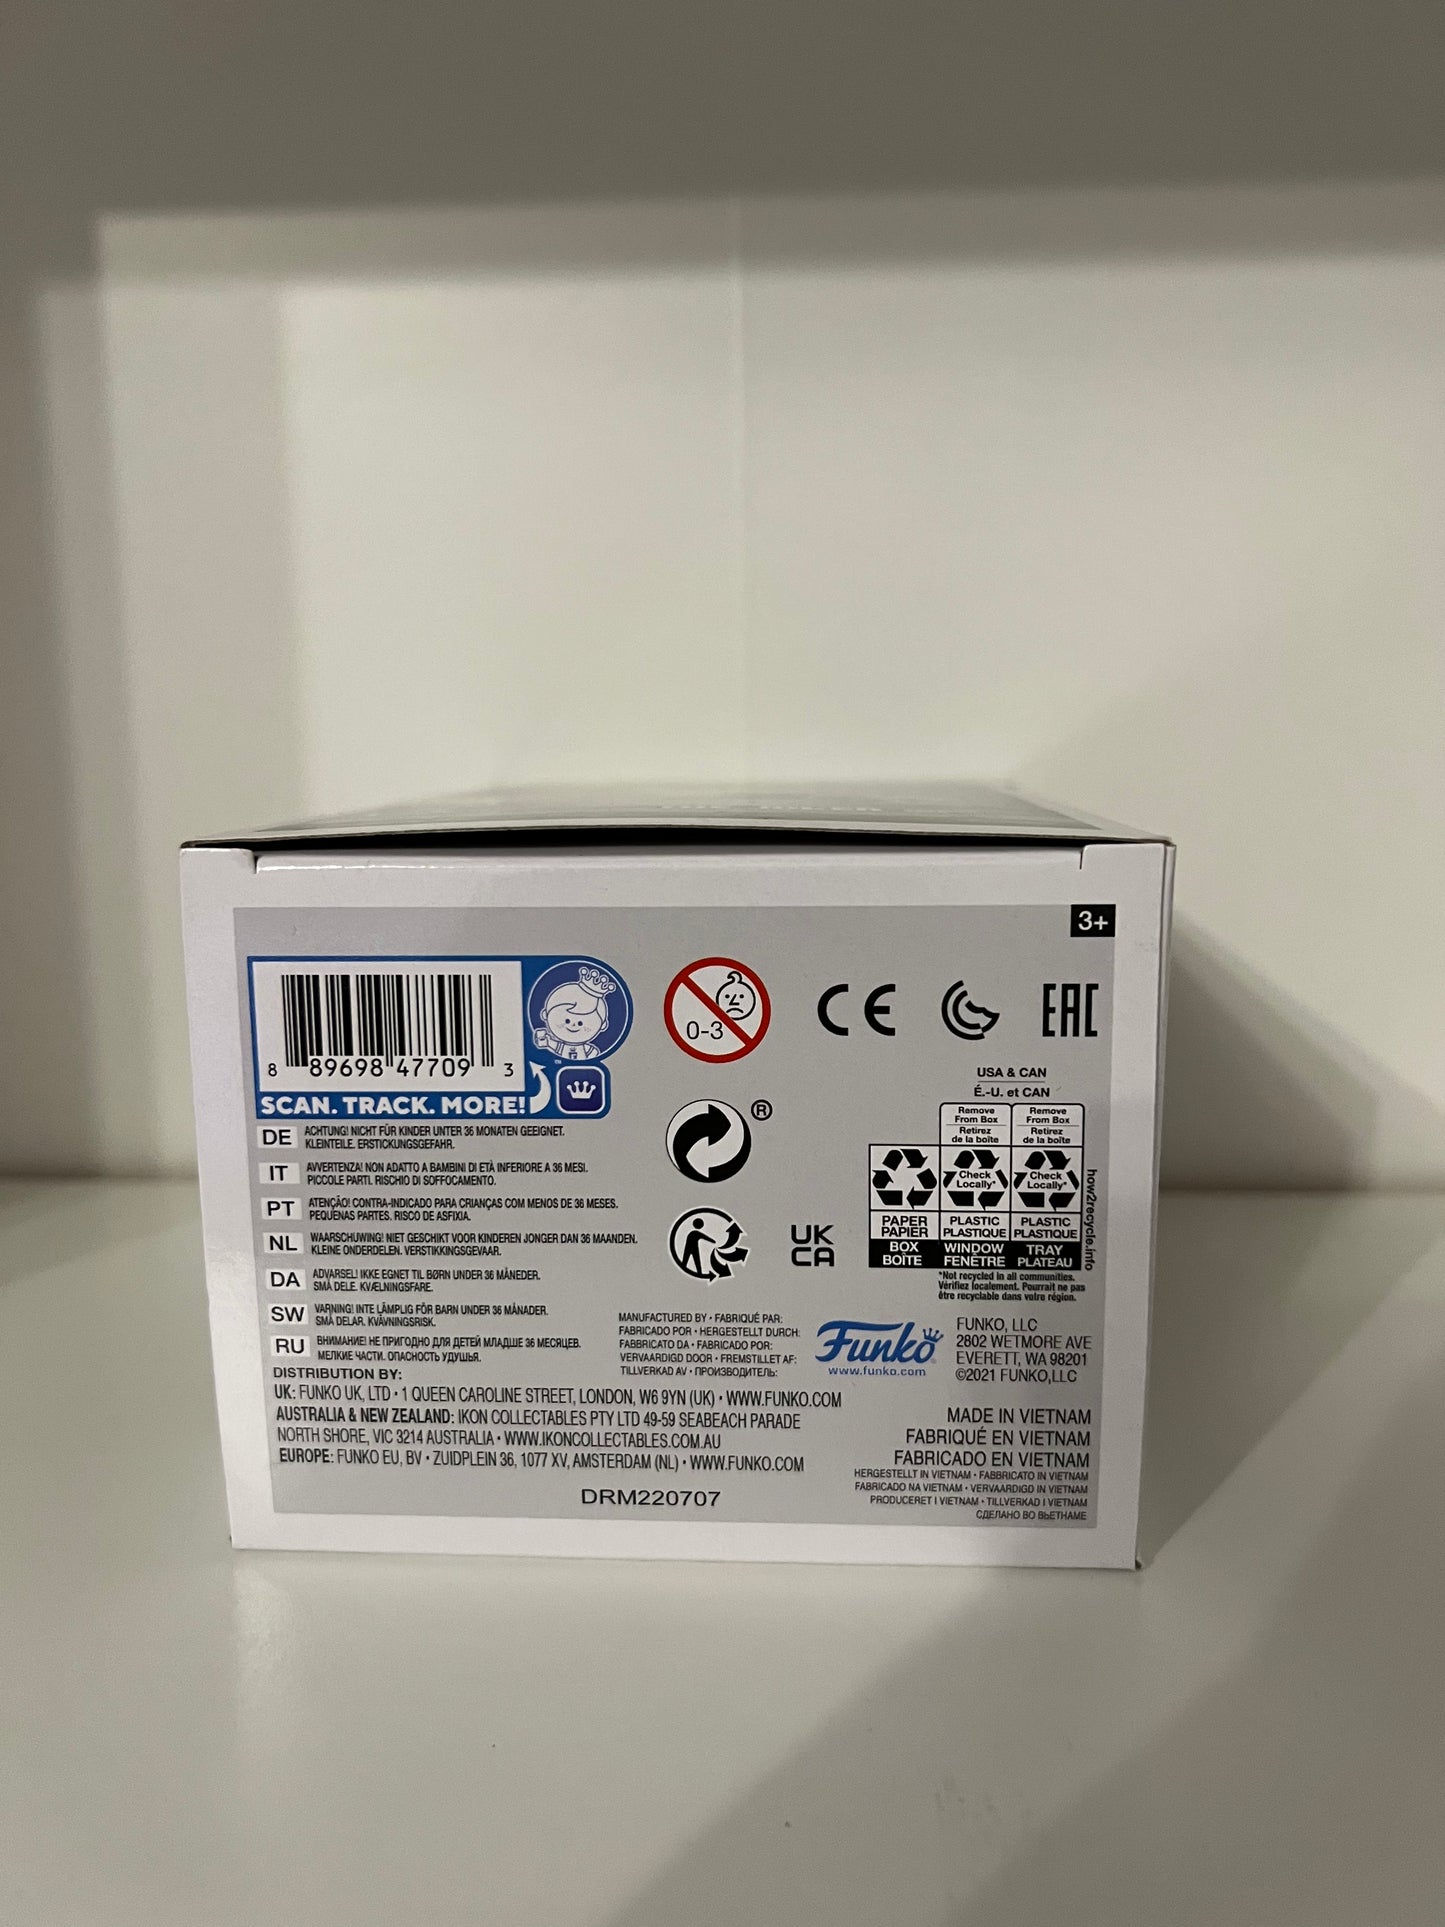 3+
8 89698 47709 3
SCAN. TRACK. MORE!
™
0-3
CE
EAC
DE ACHTUNG! NICHT FÜR KINDER UNTER 36 MONATEN GEEIGNET.
KLEINTEILE. ERSTICKUNGSGEFAHR.
IT AVVERTENZA! NON ADATTO A BAMBINI DI ETÀ INFERIORE A 36 MESI.
PICCOLE PARTI. RISCHIO DI SOFFOCAMENTO.
PT ATENÇÃO! CONTRA-INDICADO PARA CRIANÇAS COM MENOS DE 36 MESES.
PEQUENAS PARTES. RISCO DE ASFIXIA.
NL WAARSCHUWING! NIET GESCHIKT VOOR KINDEREN JONGER DAN 36 MAANDEN.
KLEINE ONDERDELEN. VERSTIKKINGSGEVAAR.
DA ADVARSEL! IKKE EGNET TIL BØRN UNDER 36 MÅNEDER.
SMÅ DELE. KVÆLNINGSFARE.
SW VARNING! INTE LÄMPLIG FÖR BARN UNDER 36 MÅNADER.
SMÅ DELAR. KVÄVNINGSRISK.
RU ВНИМАНИЕ! НЕ ПРИГОДНО ДЛЯ ДЕТЕЙ МЛАДШЕ 36 МЕСЯЦЕВ.
МЕЛКИЕ ЧАСТИ. ОПАСНОСТЬ УДУШЬЯ.
®
UK
CA
USA & CAN
É.-U. et CAN
Remove
From Box
Retirez
de la boîte
Remove
From Box
Retirez
de la boîte
Check
Locally*
Check
Locally*
PAPER
PAPIER
BOX
BOÎTE
PLASTIC
PLASTIQUE
WINDOW
FENÊTRE
PLASTIC
PLASTIQUE
TRAY
PLATEAU
how2recycle.info
*Not recycled in all communities.
Vérifiez localement. Pourrait ne pas
être recyclable dans votre région.
MANUFACTURED BY • FABRIQUÉ PAR:
FABRICADO POR • HERGESTELLT DURCH:
FABBRICATO DA • FABRICADO POR:
VERVAARDIGD DOOR • FREMSTILLET AF:
TILLVERKAD AV • ПРОИЗВОДИТЕЛЬ:
Funko
www.funko.com
FUNKO, LLC
2802 WETMORE AVE
EVERETT, WA 98201
©2021 FUNKO,LLC
DISTRIBUTION BY:
UK: FUNKO UK, LTD • 1 QUEEN CAROLINE STREET, LONDON, W6 9YN (UK) • WWW.FUNKO.COM
AUSTRALIA & NEW ZEALAND: IKON COLLECTABLES PTY LTD 49-59 SEABEACH PARADE
NORTH SHORE, VIC 3214 AUSTRALIA • WWW.IKONCOLLECTABLES.COM.AU
EUROPE: FUNKO EU, BV • ZUIDPLEIN 36, 1077 XV, AMSTERDAM (NL) • WWW.FUNKO.COM
DRM220707
MADE IN VIETNAM
FABRIQUÉ EN VIETNAM
FABRICADO EN VIETNAM
HERGESTELLT IN VIETNAM • FABBRICATO IN VIETNAM
FABRICADO NA VIETNAM • VERVAARDIGD IN VIETNAM
PRODUCERET I VIETNAM • TILLVERKAD I VIETNAM
СДЕЛАНО ВО ВЬЕТНАМЕ